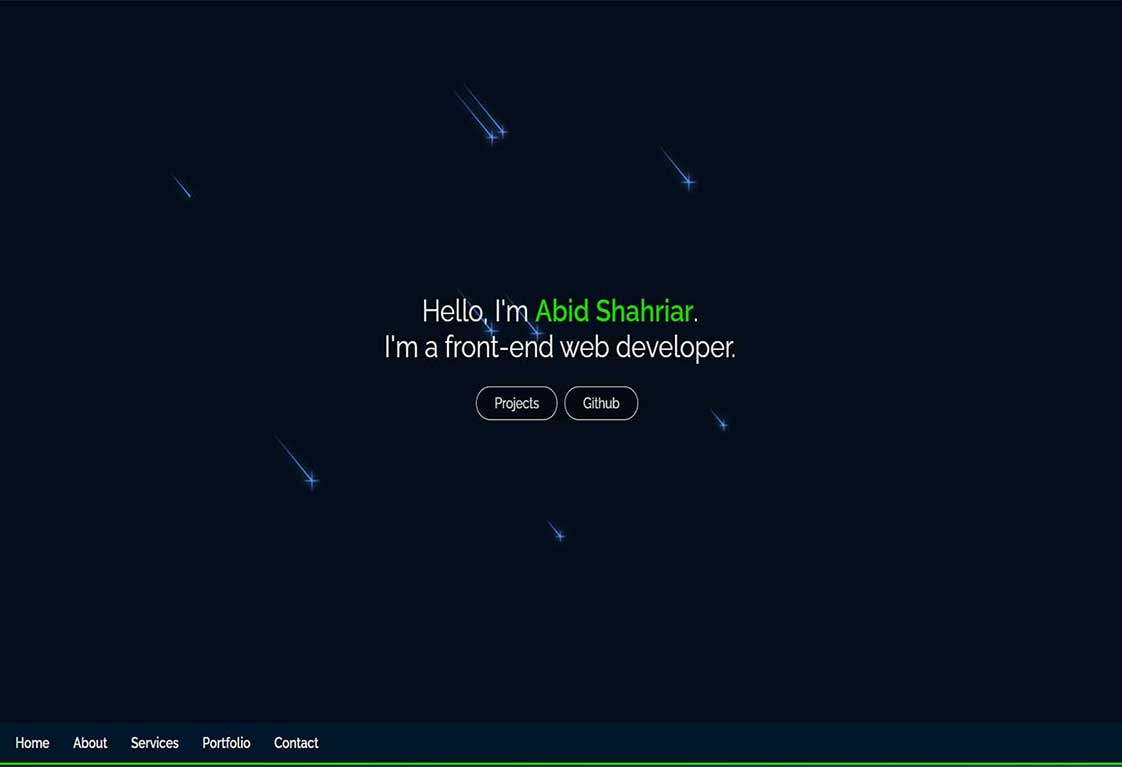 Hello, I'm Abid Shahriar.
I'm a front-end web developer.
Projects Github
Home About Services Portfolio Contact